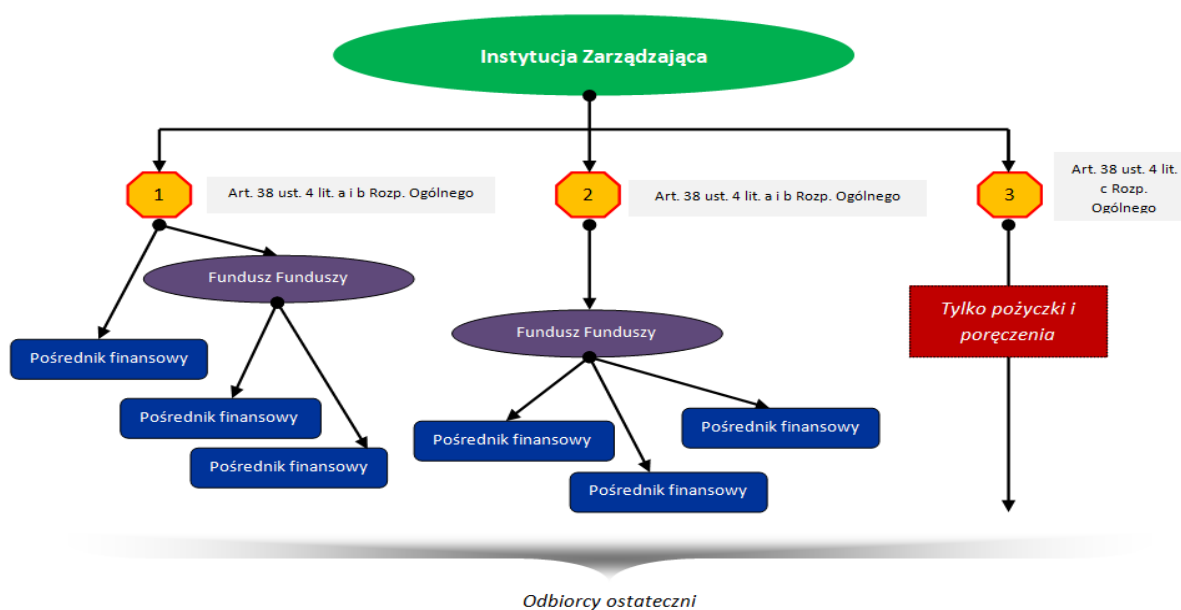 Instytucja Zarządzająca
1
Art. 38 ust. 4 lit. a i b Rozp. Ogólnego
2
Art. 38 ust. 4 lit. a i b Rozp. Ogólnego
3
Art. 38 ust. 4 lit.
c Rozp.
Ogólnego
Fundusz Funduszy
Fundusz Funduszy
Tylko pożyczki i
poręczenia
Pośrednik finansowy
Pośrednik finansowy
Pośrednik finansowy
Pośrednik finansowy
Pośrednik finansowy
Pośrednik finansowy
Odbiorcy ostateczni